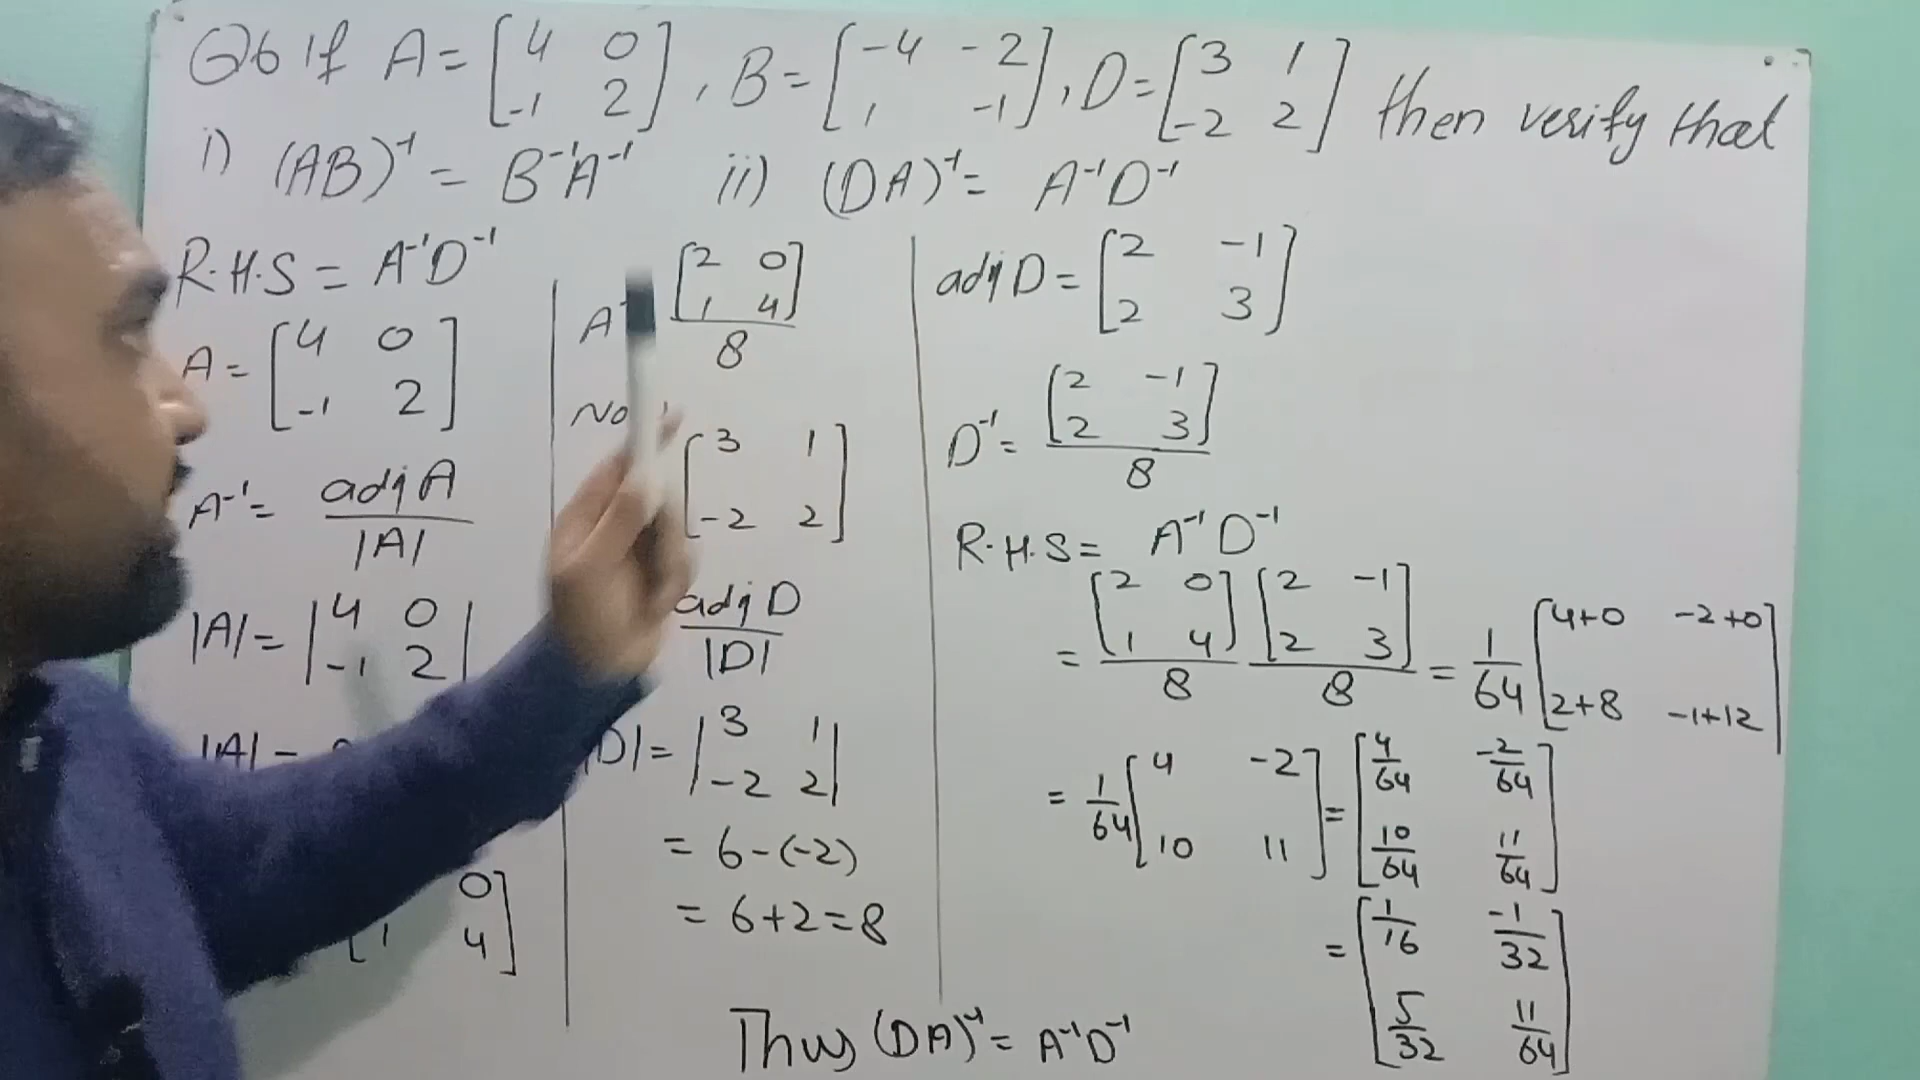 Q6 If A = [4 0 -1 2], B = [-4 -2 1 -1], D = [3 1 -2 2] then verify that
i) (AB)⁻¹ = B⁻¹A⁻¹ ii) (DA)⁻¹ = A⁻¹D⁻¹
R.H.S = A⁻¹D⁻¹
A = [4 0 -1 2]
A⁻¹ = adjA / |A|
|A| = |4 0 -1 2|
|A| =
0
1 4]
A [2 0 1 4] / 8
[3 1 -2 2]
adjD / |D|
|D| = |3 1 -2 2|
= 6-(-2)
= 6+2=8
adjD = [2 -1 2 3]
D⁻¹ = [2 -1 2 3] / 8
R.H.S = A⁻¹D⁻¹
= [2 0 1 4] / 8 [2 -1 2 3] / 8 = 1/64 [4+0 -2+0 2+8 -1+12]
= 1/64 [4 -2 10 11] = [4/64 -2/64 10/64 11/64]
= [1/16 -1/32 5/32 11/64]
Thus (DA)⁻¹ = A⁻¹D⁻¹